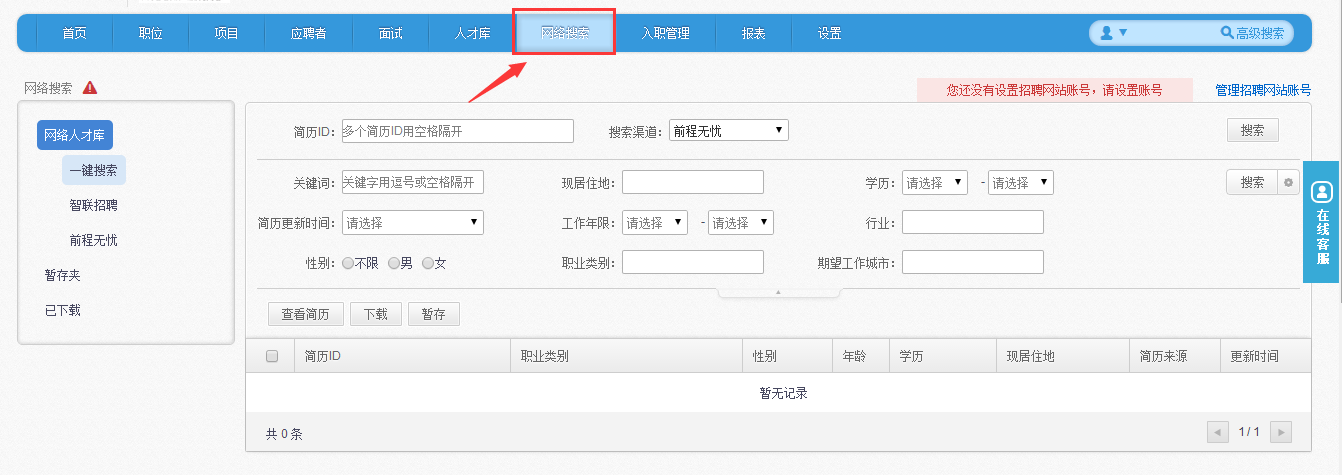 首页 职位 项目 应聘者 面试 人才库 网络搜索 入职管理 报表 设置 高级搜索
网络搜索 您还没有设置招聘网站账号，请设置账号 管理招聘网站账号
网络人才库
一键搜索
智联招聘
前程无忧
暂存夹
已下载
简历ID: 多个简历ID用空格隔开 搜索渠道: 前程无忧 搜索
关键词: 关键字用逗号或空格隔开 现居住地: 学历: 请选择 - 请选择 搜索
简历更新时间: 请选择 工作年限: 请选择 - 请选择 行业:
性别: 不限 男 女 职业类别: 期望工作城市:
查看简历 下载 暂存
简历ID 职业类别 性别 年龄 学历 现居住地 简历来源 更新时间
暂无记录
共 0 条 1/ 1
在线客服